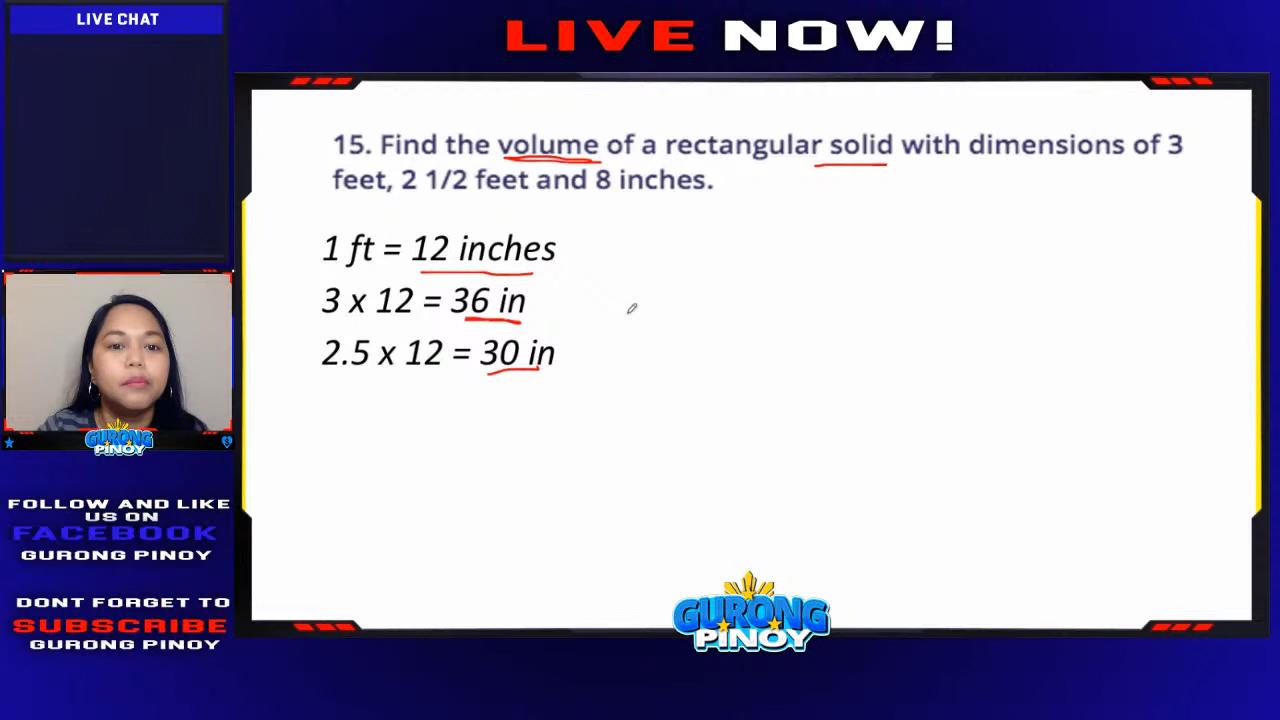 LIVE CHAT
LIVE NOW!
15. Find the volume of a rectangular solid with dimensions of 3
feet, 2 1/2 feet and 8 inches.
1 ft = 12 inches
3 x 12 = 36 in
2.5 x 12 = 30 in
GURONG
PINOY
FOLLOW AND LIKE
US ON
FACEBOOK
GURONG PINOY
DONT FORGET TO
SUBSCRIBE
GURONG PINOY
GURONG
PINOY